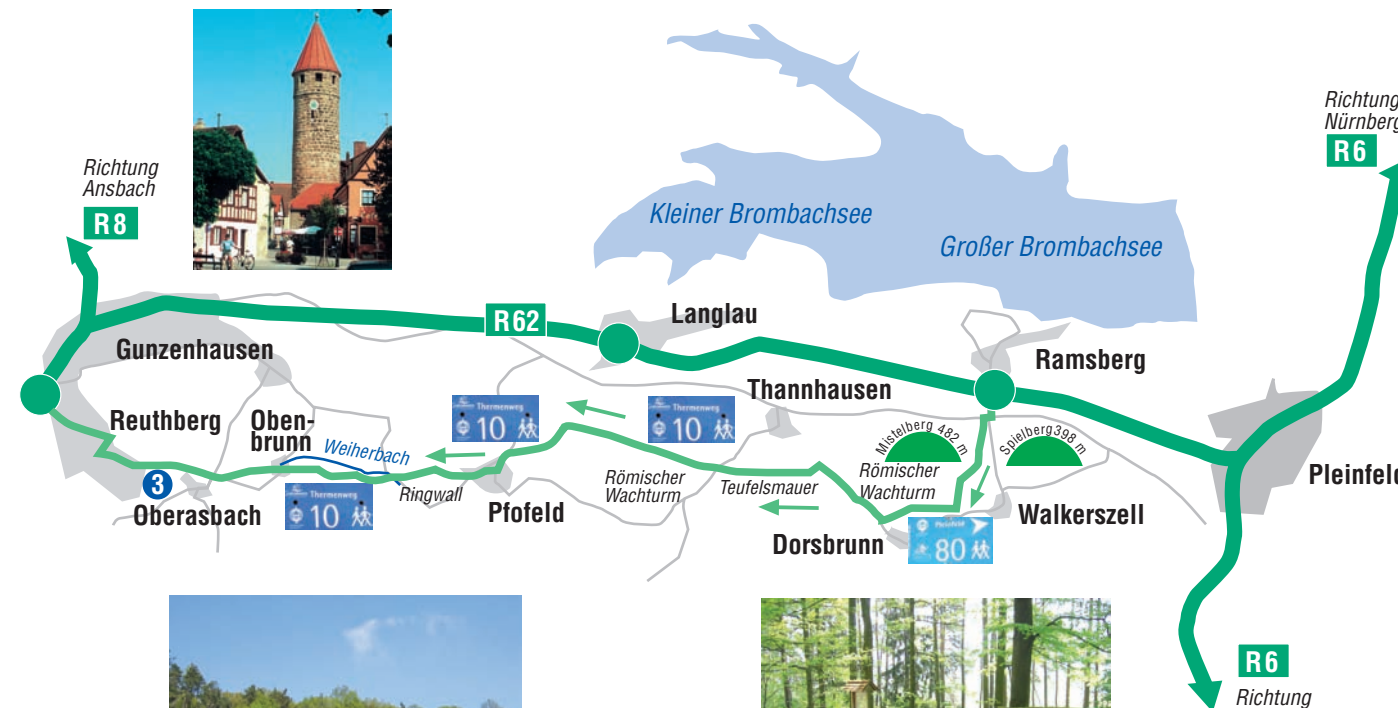 Richtung
Nürnberg
R6
Richtung
Ansbach
R8
Kleiner Brombachsee
Großer Brombachsee
R62
Langlau
Gunzenhausen
Ramsberg
Thannhausen
Reuthberg
Oben-
brunn
Weiherbach
Thermenweg
10
Thermenweg
10
Mistelberg 482 m
Spielberg 398 m
Römischer
Wachturm
Römischer
Wachturm
Teufelsmauer
Ringwall
Pleinfeld
3
Oberasbach
Thermenweg
10
Pfofeld
Walkerszell
Dorsbrunn
Pleinfeld
80
R6
Richtung